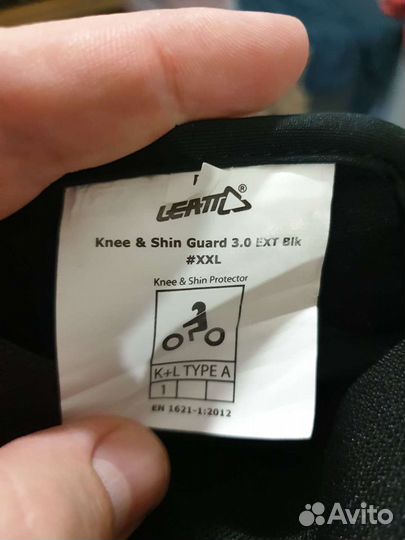 LEATT®
Knee & Shin Guard 3.0 EXT Blk
#XXL
Knee & Shin Protector
K+L TYPE A
1
EN 1621-1:2012
Avito